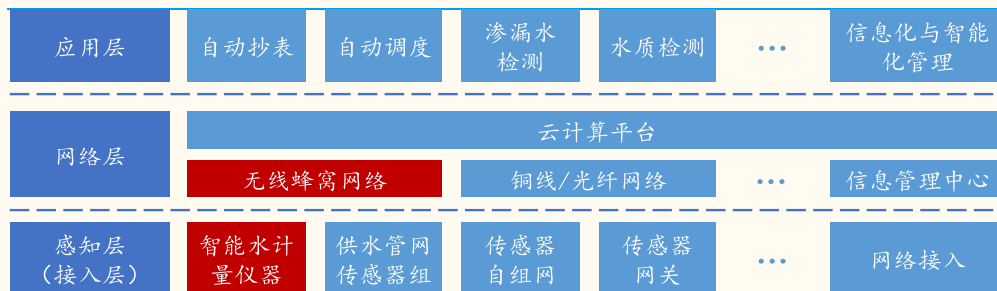 应用层
自动抄表
自动调度
渗漏水
检测
水质检测
...
信息化与智能
化管理
网络层
云计算平台
无线蜂窝网络
铜线/光纤网络
...
信息管理中心
感知层
（接入层）
智能水计
量仪器
供水管网
传感器组
传感器
自组网
传感器
网关
...
网络接入